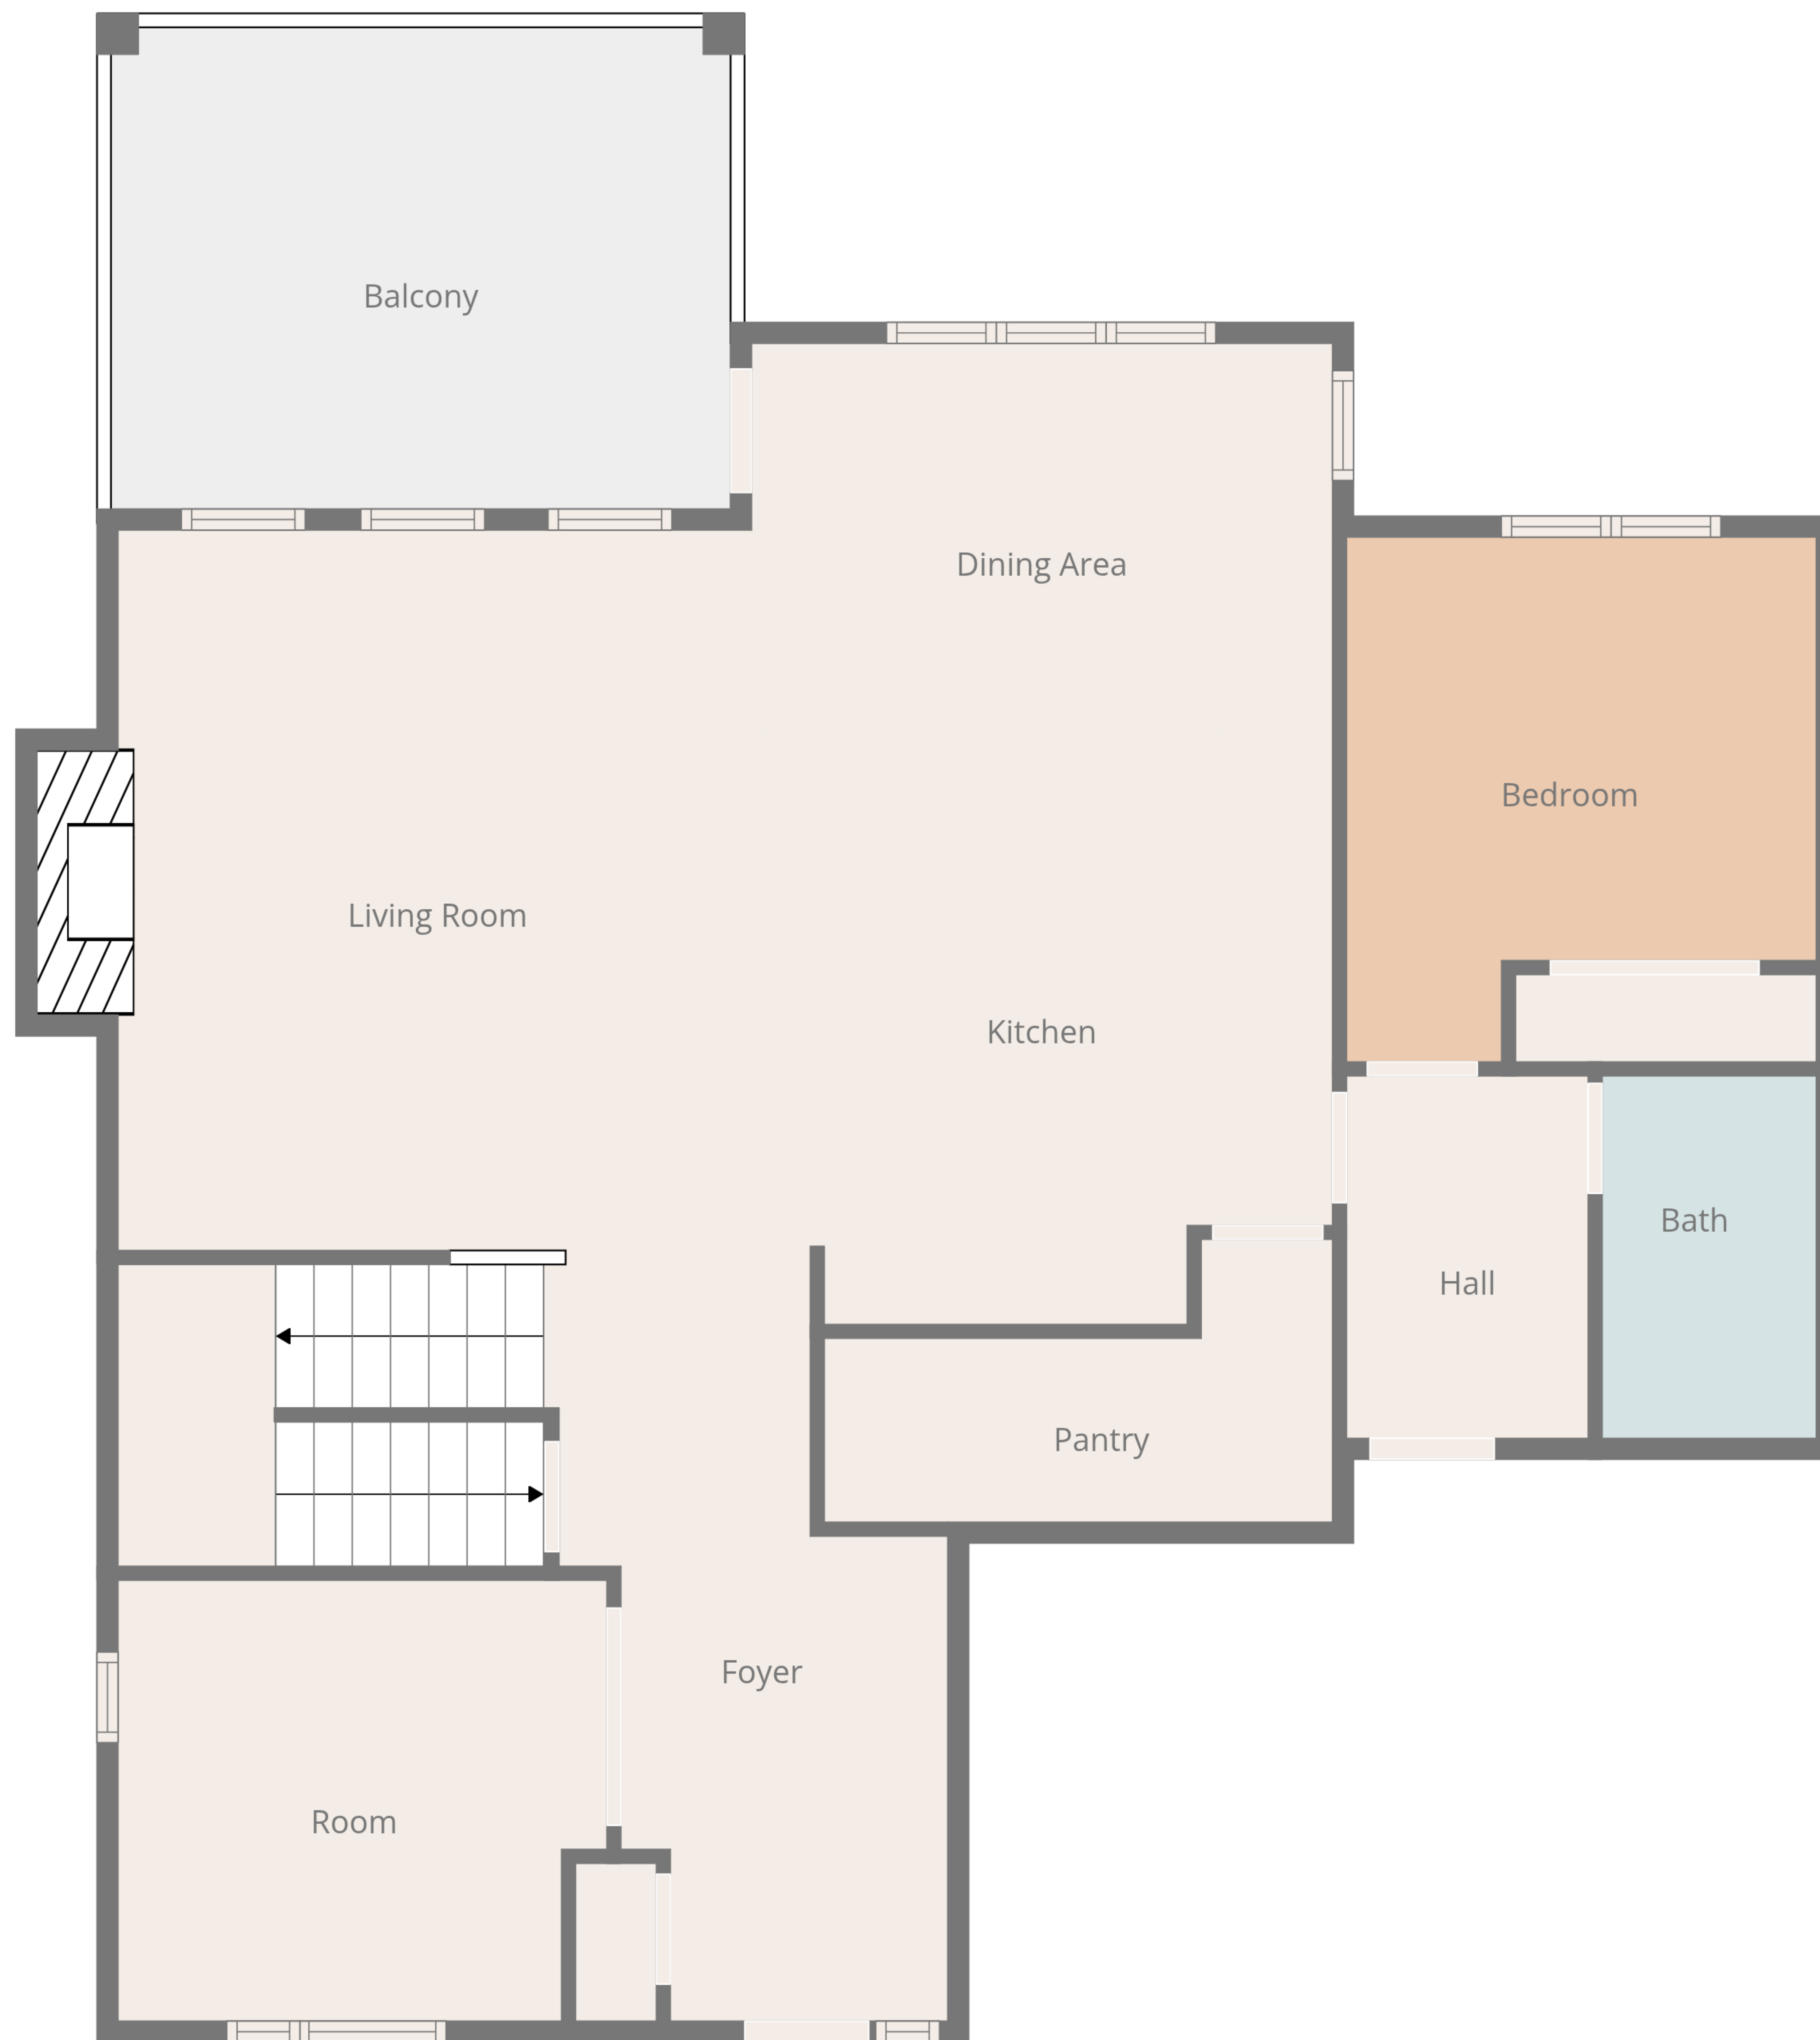 Balcony
Dining Area
Bedroom
Living Room
Kitchen
Bath
Hall
Pantry
Foyer
Room